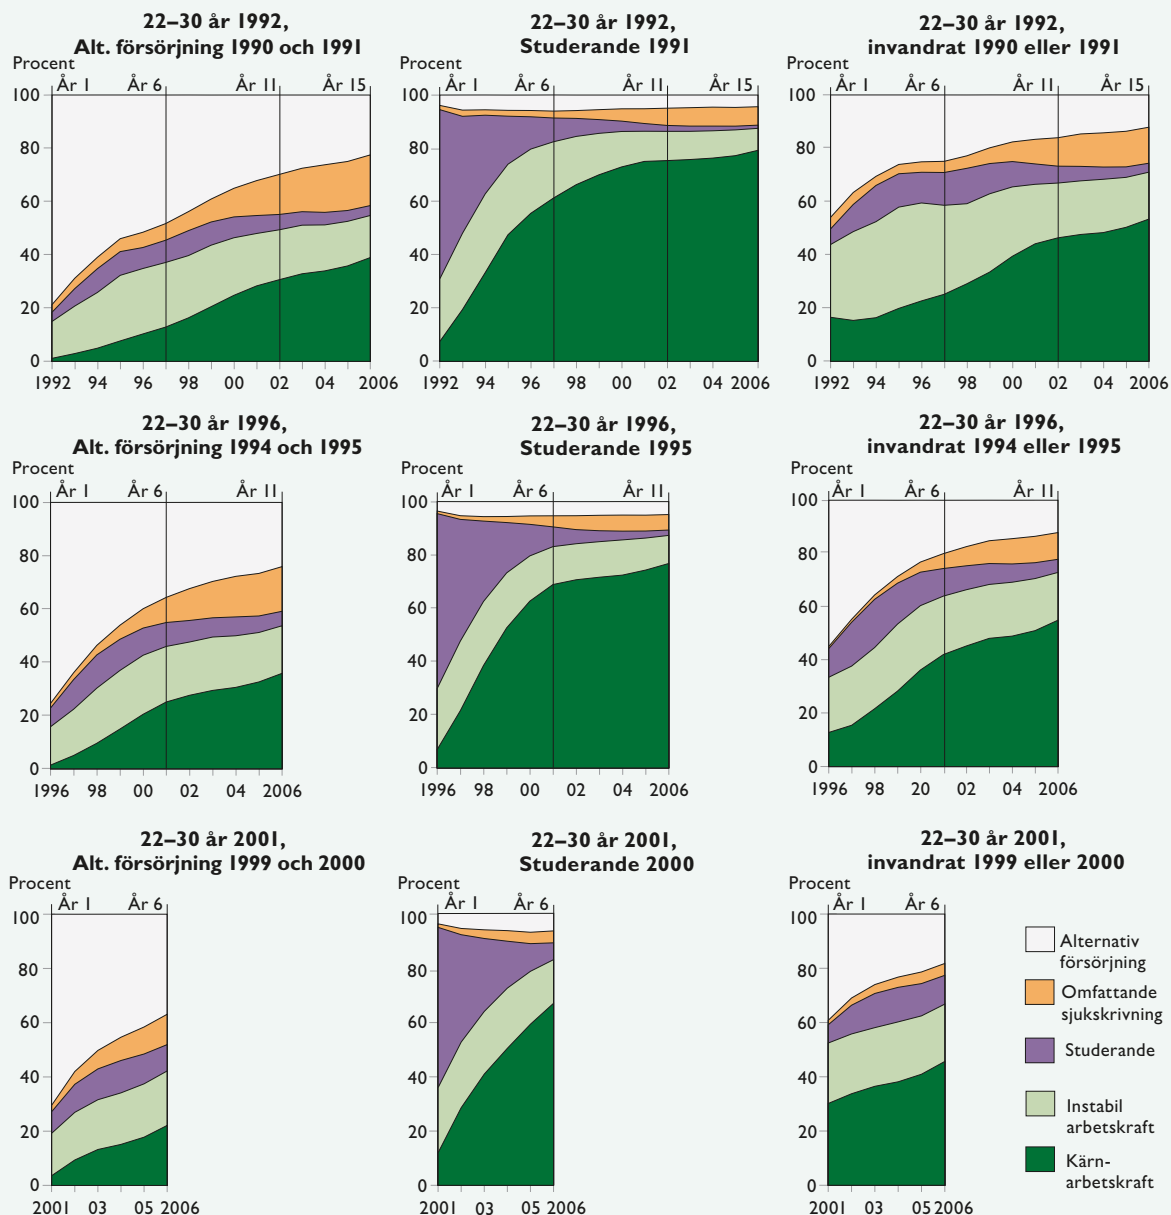 22–30 år 1992,
Alt. försörjning 1990 och 1991
Procent
År 1 År 6 År 11 År 15
100
80
60
40
20
0
1992 94 96 98 00 02 04 2006
22–30 år 1992,
Studerande 1991
Procent
År 1 År 6 År 11 År 15
100
80
60
40
20
0
1992 94 96 98 00 02 04 2006
22–30 år 1992,
invandrat 1990 eller 1991
Procent
År 1 År 6 År 11 År 15
100
80
60
40
20
0
1992 94 96 98 00 02 04 2006
22–30 år 1996,
Alt. försörjning 1994 och 1995
Procent
År 1 År 6 År 11
100
80
60
40
20
0
1996 98 00 02 04 2006
22–30 år 1996,
Studerande 1995
Procent
År 1 År 6 År 11
100
80
60
40
20
0
1996 98 00 02 04 2006
22–30 år 1996,
invandrat 1994 eller 1995
Procent
År 1 År 6 År 11
100
80
60
40
20
0
1996 98 20 02 04 2006
22–30 år 2001,
Alt. försörjning 1999 och 2000
Procent
År 1 År 6
100
80
60
40
20
0
2001 03 05 2006
22–30 år 2001,
Studerande 2000
Procent
År 1 År 6
100
80
60
40
20
0
2001 03 05 2006
22–30 år 2001,
invandrat 1999 eller 2000
Procent
År 1 År 6
100
80
60
40
20
0
2001 03 05 2006
Alternativ
försörjning
Omfattande
sjukskrivning
Studerande
Instabil
arbetskraft
Kärn-
arbetskraft